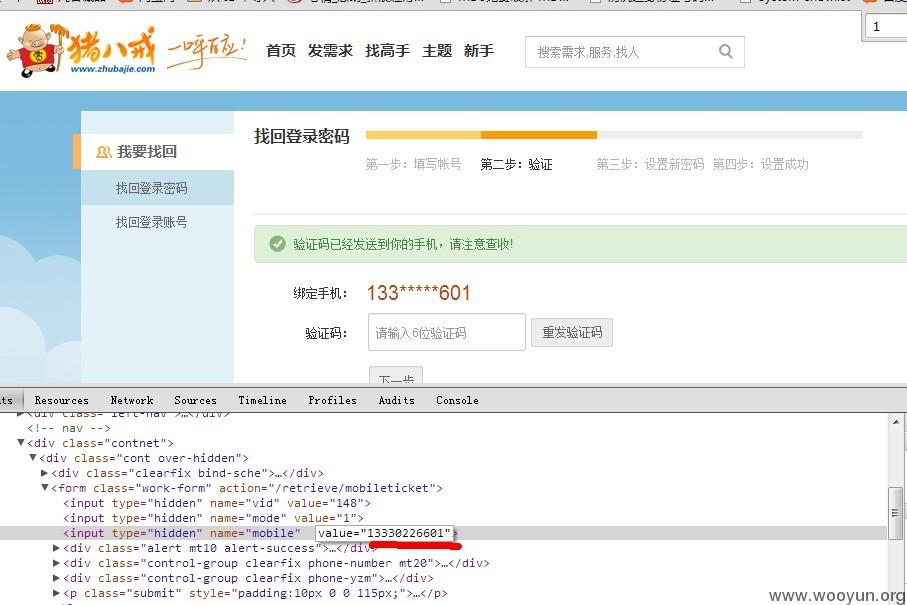 1
猪八戒
一呼百应!
www.zhubajie.com
首页 发需求 找高手 主题 新手
搜索需求,服务,找人
找回登录密码
我要找回
第一步：填写帐号 第二步：验证 第三步：设置新密码 第四步：设置成功
找回登录密码
找回登录账号
验证码已经发送到你的手机，请注意查收!
绑定手机： 133*****601
验证码： 请输入6位验证码 重发验证码
下一步
ts Resources Network Sources Timeline Profiles Audits Console
▶<div class="left-nav">…</div>
<!-- nav -->
▼<div class="contnet">
▼<div class="cont over-hidden">
▶<div class="clearfix bind-sche">…</div>
▼<form class="work-form" action="/retrieve/mobileticket">
<input type="hidden" name="vid" value="148">
<input type="hidden" name="mode" value="1">
<input type="hidden" name="mobile" value="13330226601">
▶<div class="alert mt10 alert-success">…</div>
▶<div class="control-group clearfix phone-number mt20">…</div>
▶<div class="control-group clearfix phone-yzm">…</div>
▶<p class="submit" style="padding:10px 0 0 115px;">…</p>
www.wooyun.org